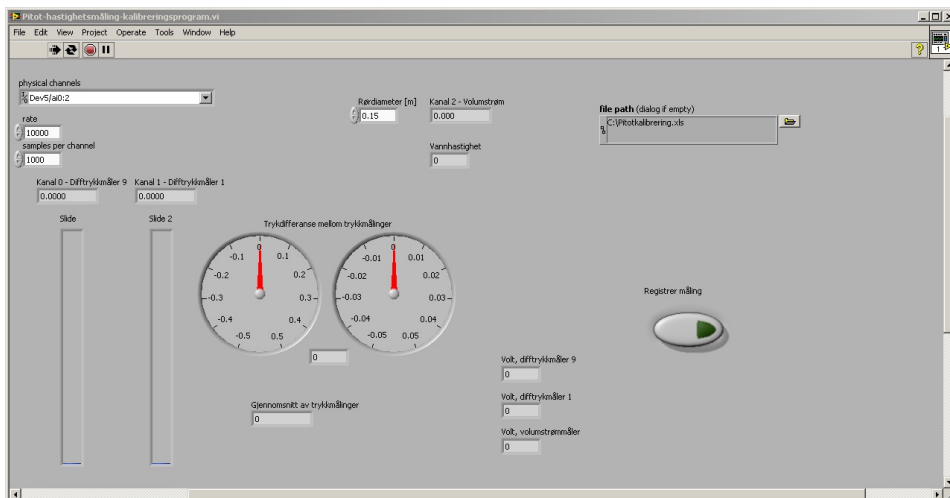 Pitot-hastighetsmåling-kalibreringsprogram.vi
File Edit View Project Operate Tools Window Help
1
physical channels
Dev5/ai0:2
rate
10000
samples per channel
1000
Rørdiameter [m] Kanal 2 - Volumstrøm
0.15 0.000
Vannhastighet
0
file path (dialog if empty)
C:\Pitotkalibrering.xls
Kanal 0 - Difftrykkmåler 9 Kanal 1 - Difftrykkmåler 1
0.0000 0.0000
Slide Slide 2
Trykdifferanse mellom trykkmålinger
0 0
-0.1 0.1 -0.01 0.01
-0.2 0.2 -0.02 0.02
-0.3 0.3 -0.03 0.03
-0.4 0.4 -0.04 0.04
-0.5 0.5 -0.05 0.05
0
Gjennomsnitt av trykkmålinger
0
Registrer måling
Volt, difftrykkmåler 9
0
Volt, difftrykmåler 1
0
Volt, volumstrømmåler
0